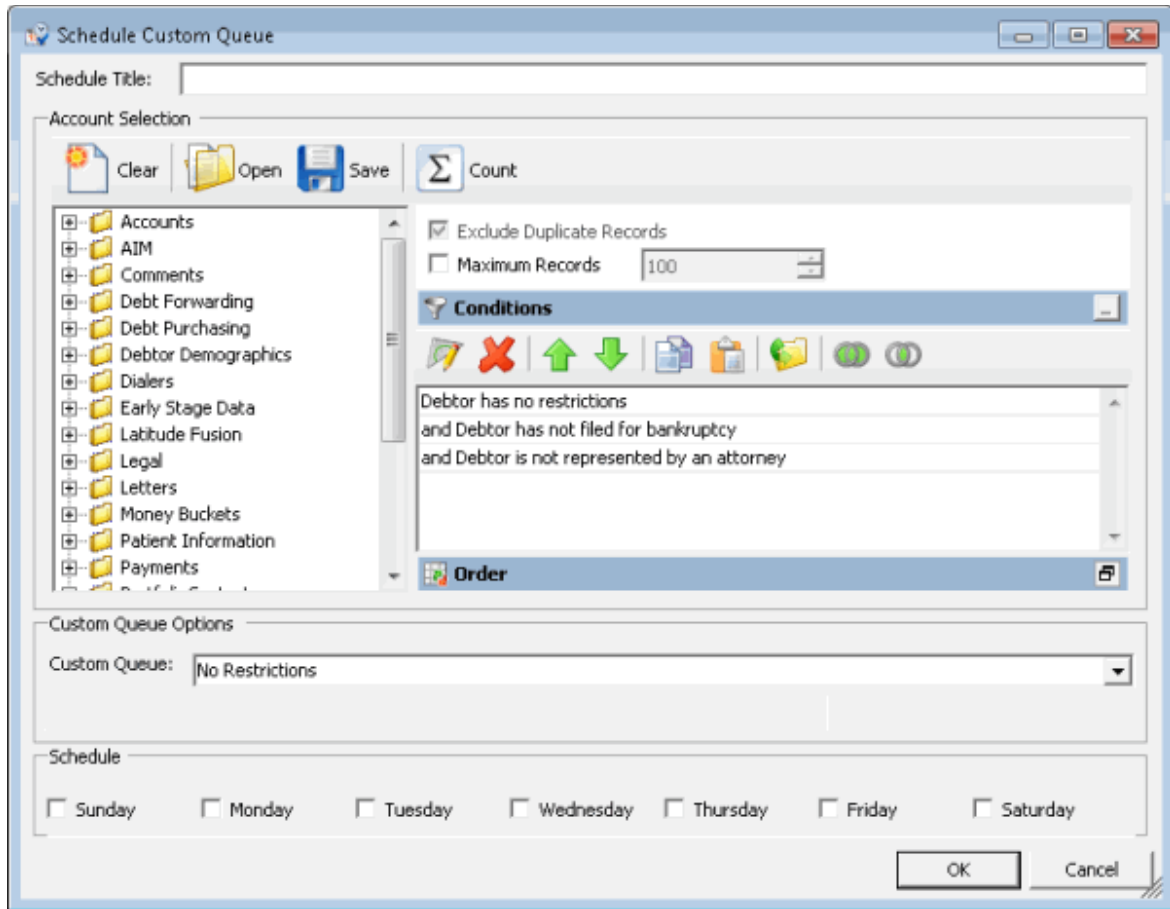 Schedule Custom Queue
Schedule Title:
Account Selection
Clear Open Save Σ Count
Accounts
AIM
Comments
Debt Forwarding
Debt Purchasing
Debtor Demographics
Dialers
Early Stage Data
Latitude Fusion
Legal
Letters
Money Buckets
Patient Information
Payments
Exclude Duplicate Records
Maximum Records 100
Conditions
Debtor has no restrictions
and Debtor has not filed for bankruptcy
and Debtor is not represented by an attorney
Order
Custom Queue Options
Custom Queue: No Restrictions
Schedule
Sunday Monday Tuesday Wednesday Thursday Friday Saturday
OK Cancel